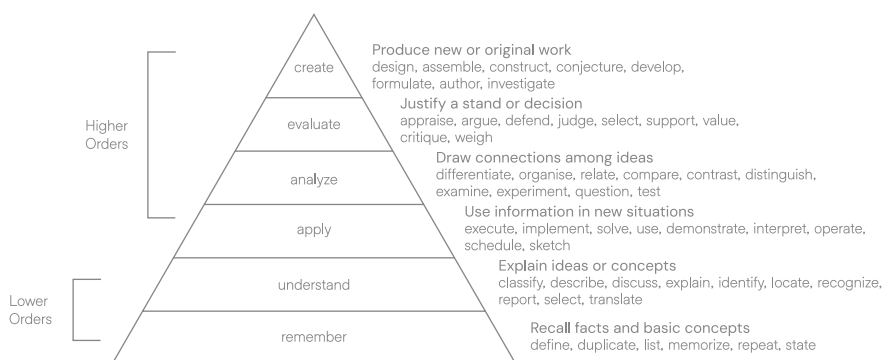 create
Produce new or original work
design, assemble, construct, conjecture, develop,
formulate, author, investigate
Higher
Orders
evaluate
Justify a stand or decision
appraise, argue, defend, judge, select, support, value,
critique, weigh
analyze
Draw connections among ideas
differentiate, organise, relate, compare, contrast, distinguish,
examine, experiment, question, test
apply
Use information in new situations
execute, implement, solve, use, demonstrate, interpret, operate,
schedule, sketch
Lower
Orders
understand
Explain ideas or concepts
classify, describe, discuss, explain, identify, locate, recognize,
report, select, translate
remember
Recall facts and basic concepts
define, duplicate, list, memorize, repeat, state